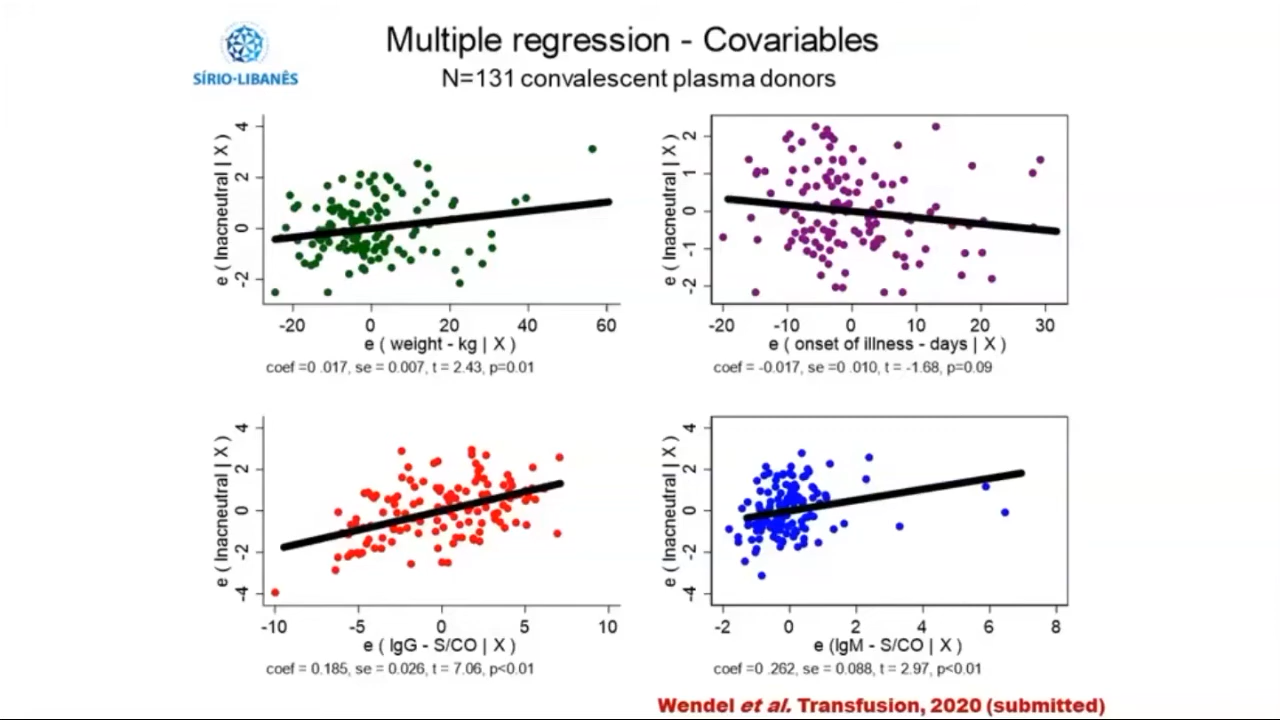 SÍRIO-LIBANÊS
Multiple regression - Covariables
N=131 convalescent plasma donors
e ( lnacneutral | X )
4
2
0
-2
-20 0 20 40 60
e ( weight - kg | X )
coef =0 .017, se = 0.007, t = 2.43, p=0.01
e ( lnacneutral | X )
2
1
0
-1
-2
-20 -10 0 10 20 30
e ( onset of illness - days | X )
coef = -0.017, se =0 .010, t = -1.68, p=0.09
e ( lnacneutral | X )
4
2
0
-2
-4
-10 -5 0 5 10
e ( IgG - S/CO | X )
coef = 0.185, se = 0.026, t = 7.06, p<0.01
e ( lnacneutral | X )
4
2
0
-2
-4
-2 0 2 4 6 8
e (IgM - S/CO | X )
coef =0 .262, se = 0.088, t = 2.97, p<0.01
Wendel et al. Transfusion, 2020 (submitted)